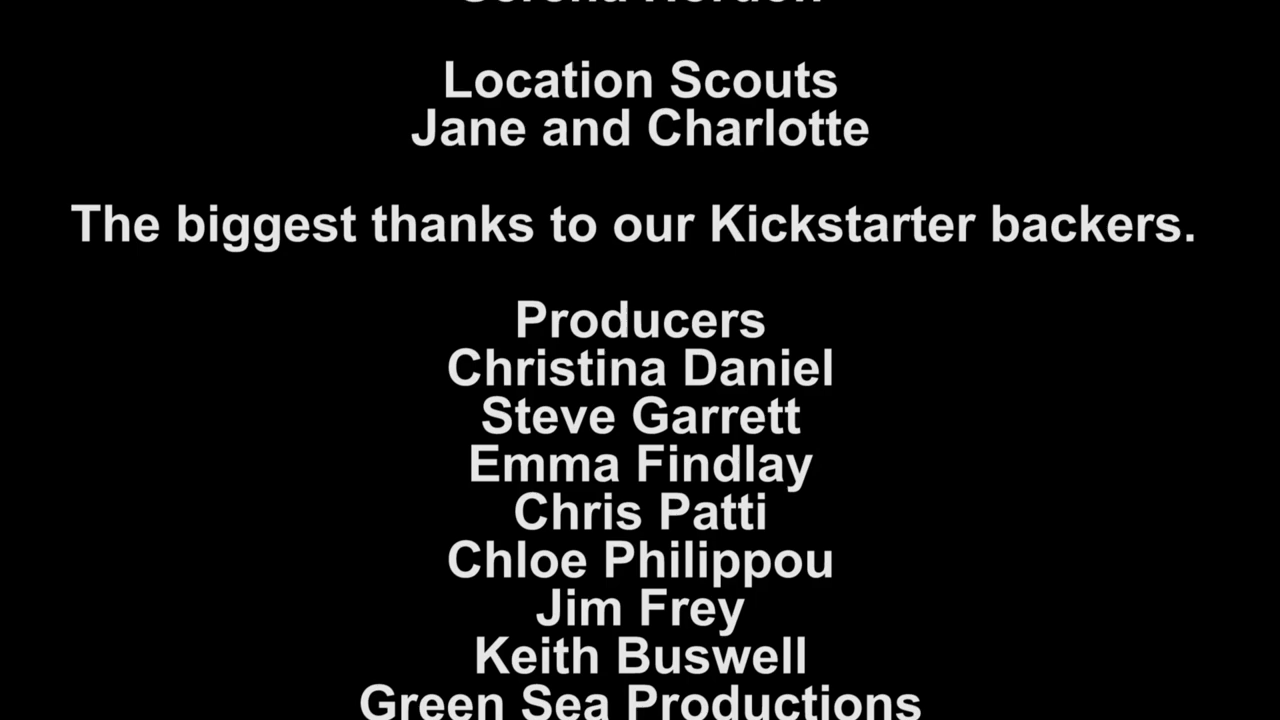 Location Scouts
Jane and Charlotte
The biggest thanks to our Kickstarter backers.
Producers
Christina Daniel
Steve Garrett
Emma Findlay
Chris Patti
Chloe Philippou
Jim Frey
Keith Buswell
Green Sea Productions